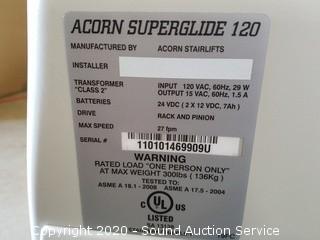 ACORN SUPERGLIDE 120
MANUFACTURED BY ACORN STAIRLIFTS
INSTALLER
TRANSFORMER INPUT 120 VAC, 60Hz, 29 W
"CLASS 2" OUTPUT 15 VAC, 60Hz, 1.5 A
BATTERIES 24 VDC (2 X 12 VDC, 7Ah)
DRIVE RACK AND PINION
MAX SPEED 27 fpm
SERIAL # 110101469909U
WARNING
RATED LOAD "ONE PERSON ONLY"
AT MAX WEIGHT 300lbs (136Kg)
TESTED TO:
ASME A 18.1 - 2008 ASME A 17.5 - 2004
C UL US
LISTED
Copyright 2020 - Sound Auction Service